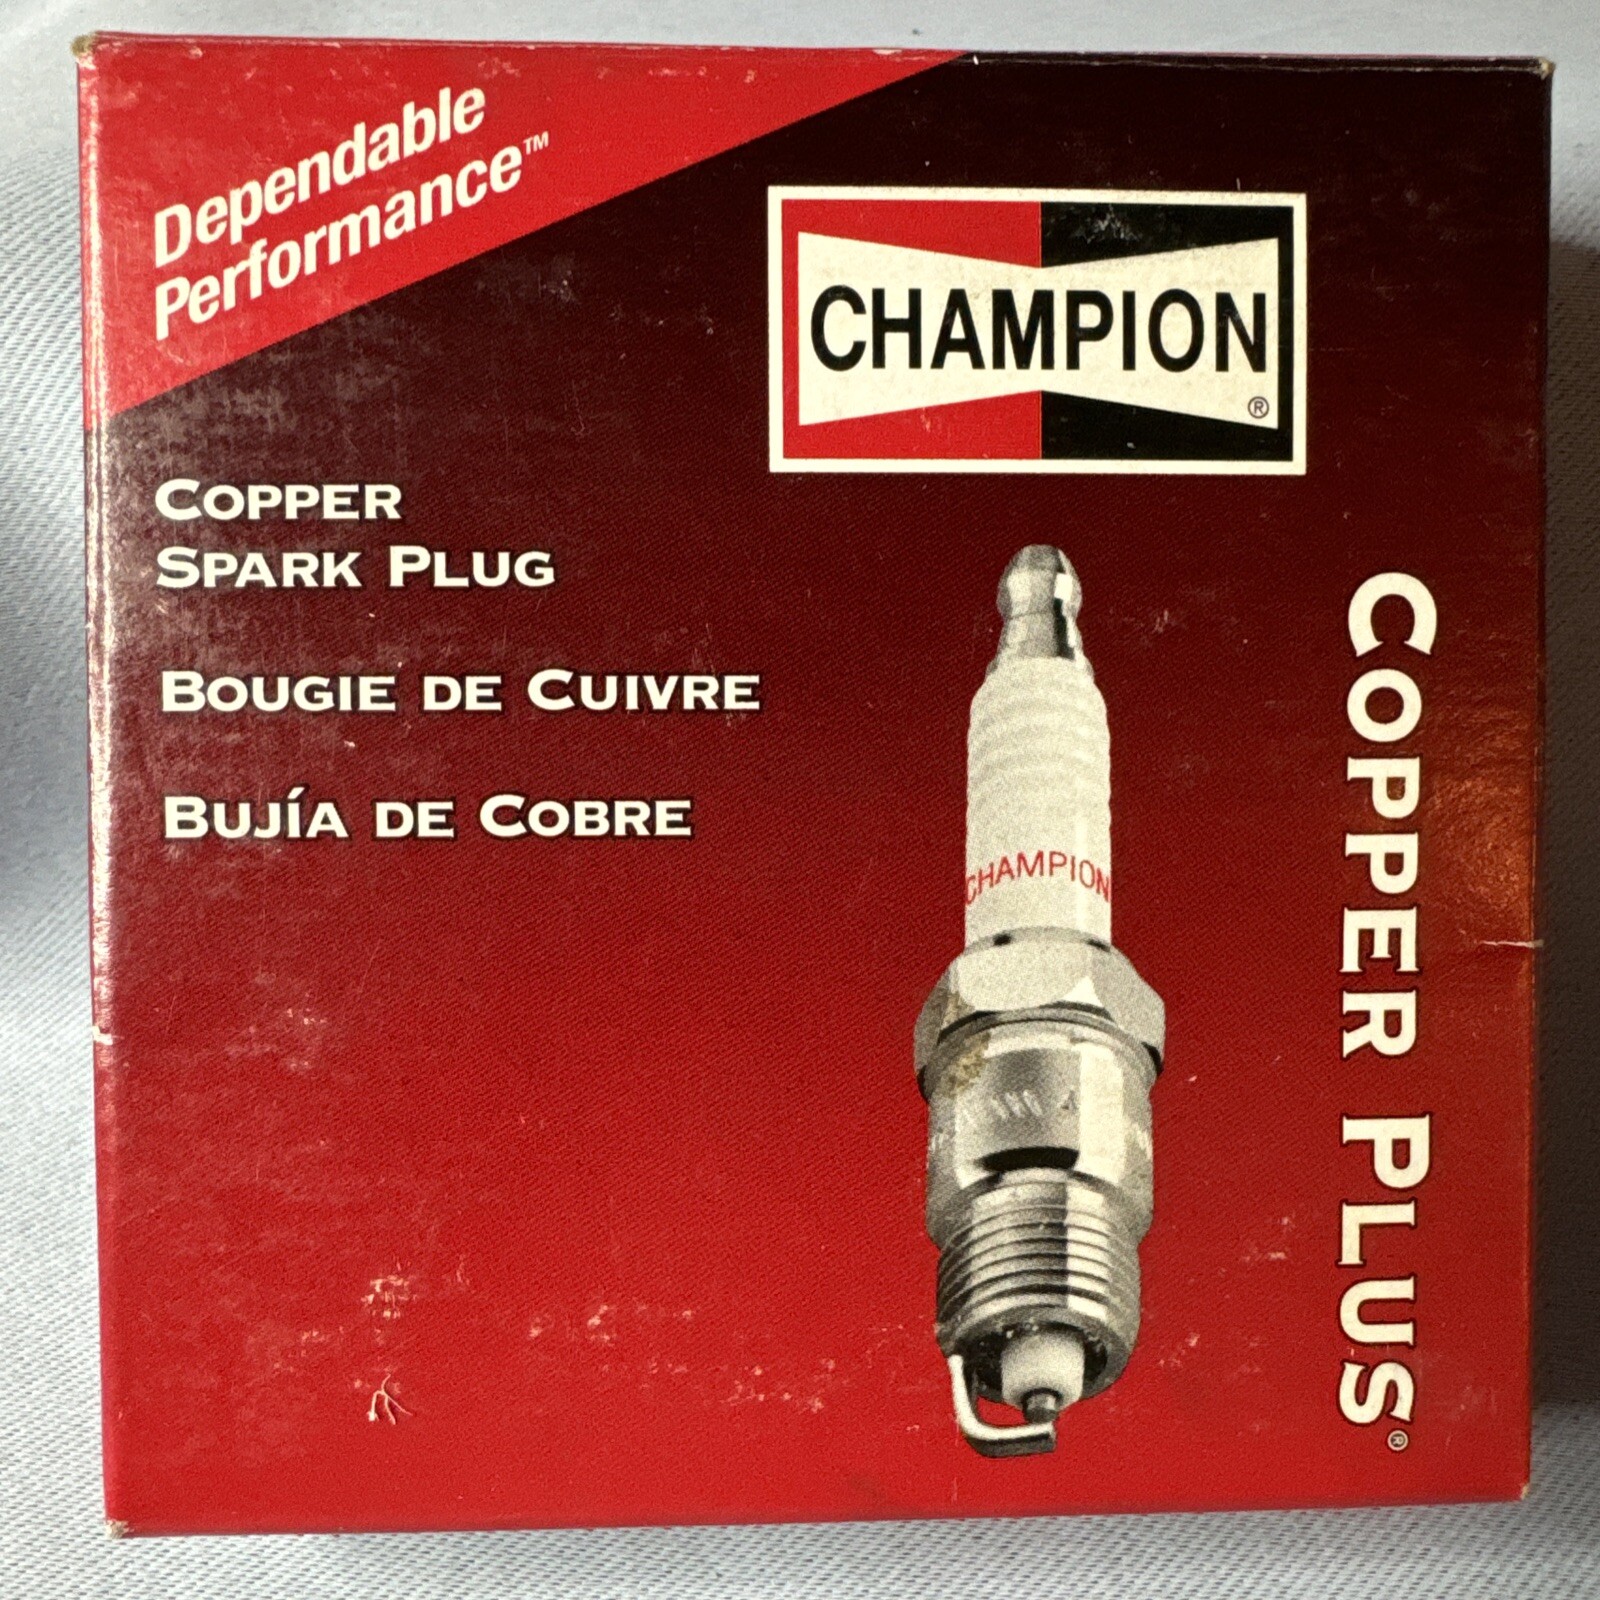 Dependable
Performance™
CHAMPION
®
COPPER
SPARK PLUG
BOUGIE DE CUIVRE
BUJÍA DE COBRE
CHAMPION
COPPER PLUS®